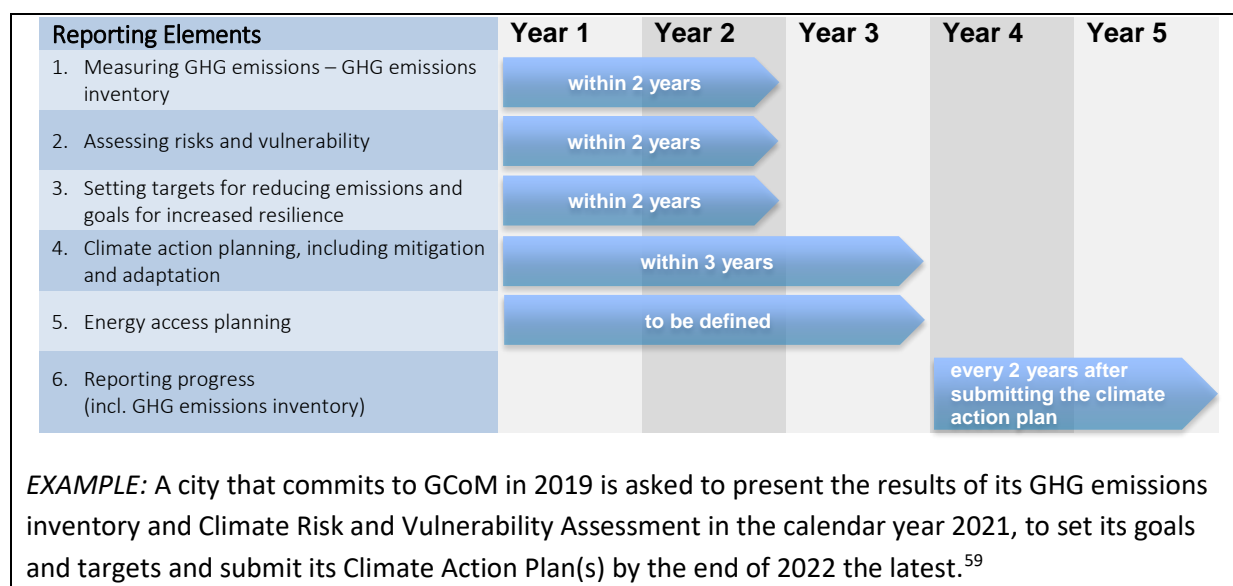 Reporting Elements
Year 1 Year 2 Year 3 Year 4 Year 5
1. Measuring GHG emissions – GHG emissions
inventory
within 2 years
2. Assessing risks and vulnerability
within 2 years
3. Setting targets for reducing emissions and
goals for increased resilience
within 2 years
4. Climate action planning, including mitigation
and adaptation
within 3 years
5. Energy access planning
to be defined
6. Reporting progress
(incl. GHG emissions inventory)
every 2 years after
submitting the climate
action plan
EXAMPLE: A city that commits to GCoM in 2019 is asked to present the results of its GHG emissions
inventory and Climate Risk and Vulnerability Assessment in the calendar year 2021, to set its goals
and targets and submit its Climate Action Plan(s) by the end of 2022 the latest.59